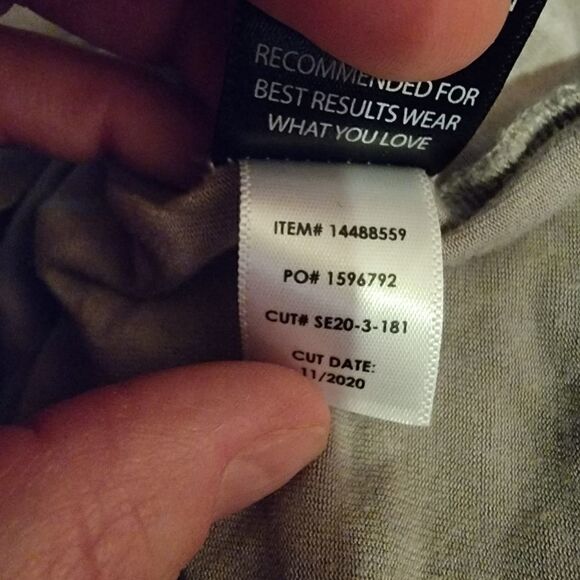 RECOMMENDED FOR
BEST RESULTS WEAR
WHAT YOU LOVE
ITEM# 14488559
PO# 1596792
CUT# SE20-3-181
CUT DATE:
11/2020